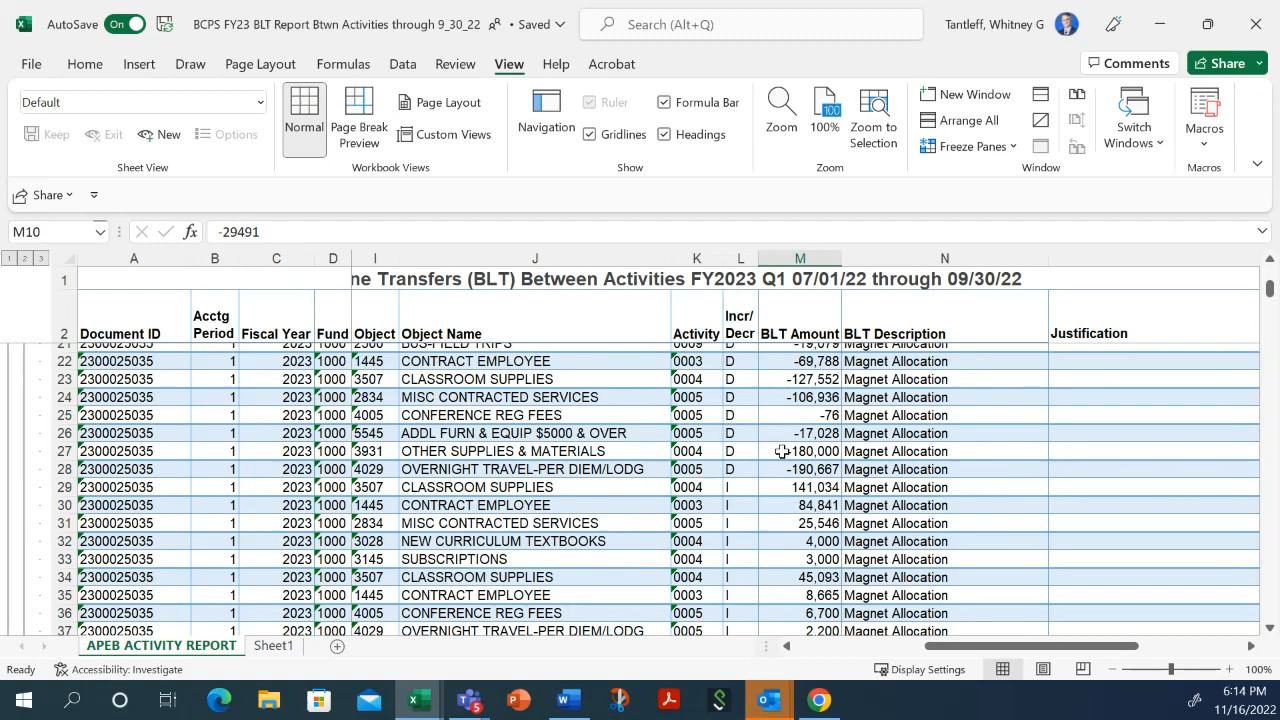 AutoSave On BCPS FY23 BLT Report Btwn Activities through 9_30_22 • Saved Search (Alt+Q) Tantleff, Whitney G
File Home Insert Draw Page Layout Formulas Data Review View Help Acrobat Comments Share
Default
Keep Exit New Options
Sheet View
Normal
Page Break Preview
Page Layout
Custom Views
Workbook Views
Navigation
Ruler
Gridlines
Formula Bar
Headings
Show
Zoom
100
100%
Zoom to Selection
Zoom
New Window
Arrange All
Freeze Panes
Switch Windows
Window
Macros
Macros
Share
M10 fx -29491
1 2 3 A B C D I J K L M N
1 ne Transfers (BLT) Between Activities FY2023 Q1 07/01/22 through 09/30/22
2 Document ID Acctg Period Fiscal Year Fund Object Object Name Activity Incr/ Decr BLT Amount BLT Description Justification
21 2300025035 1 2023 1000 2500 BUS-FIELD TRIPS 0009 D -19,079 Magnet Allocation
22 2300025035 1 2023 1000 1445 CONTRACT EMPLOYEE 0003 D -69,788 Magnet Allocation
23 2300025035 1 2023 1000 3507 CLASSROOM SUPPLIES 0004 D -127,552 Magnet Allocation
24 2300025035 1 2023 1000 2834 MISC CONTRACTED SERVICES 0005 D -106,936 Magnet Allocation
25 2300025035 1 2023 1000 4005 CONFERENCE REG FEES 0005 D -76 Magnet Allocation
26 2300025035 1 2023 1000 5545 ADDL FURN & EQUIP $5000 & OVER 0005 D -17,028 Magnet Allocation
27 2300025035 1 2023 1000 3931 OTHER SUPPLIES & MATERIALS 0004 D -180,000 Magnet Allocation
28 2300025035 1 2023 1000 4029 OVERNIGHT TRAVEL-PER DIEM/LODG 0005 D -190,667 Magnet Allocation
29 2300025035 1 2023 1000 3507 CLASSROOM SUPPLIES 0004 I 141,034 Magnet Allocation
30 2300025035 1 2023 1000 1445 CONTRACT EMPLOYEE 0003 I 84,841 Magnet Allocation
31 2300025035 1 2023 1000 2834 MISC CONTRACTED SERVICES 0005 I 25,546 Magnet Allocation
32 2300025035 1 2023 1000 3028 NEW CURRICULUM TEXTBOOKS 0004 I 4,000 Magnet Allocation
33 2300025035 1 2023 1000 3145 SUBSCRIPTIONS 0004 I 3,000 Magnet Allocation
34 2300025035 1 2023 1000 3507 CLASSROOM SUPPLIES 0004 I 45,093 Magnet Allocation
35 2300025035 1 2023 1000 1445 CONTRACT EMPLOYEE 0003 I 8,665 Magnet Allocation
36 2300025035 1 2023 1000 4005 CONFERENCE REG FEES 0005 I 6,700 Magnet Allocation
37 2300025035 1 2023 1000 4029 OVERNIGHT TRAVEL-PER DIEM/LODG 0005 I 2,200 Magnet Allocation
APEB ACTIVITY REPORT Sheet1
Ready Accessibility: Investigate Display Settings 100%
6:14 PM
11/16/2022